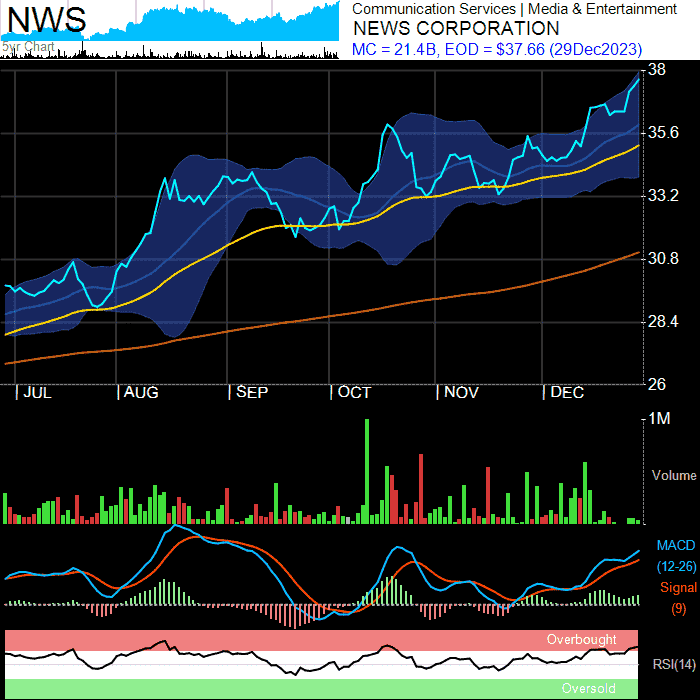 NWS
5yr Chart
Communication Services | Media & Entertainment
NEWS CORPORATION
MC = 21.4B, EOD = $37.66 (29Dec2023)
38
35.6
33.2
30.8
28.4
26
JUL AUG SEP OCT NOV DEC
1M
Volume
MACD
(12-26)
Signal
(9)
Overbought
RSI(14)
Oversold